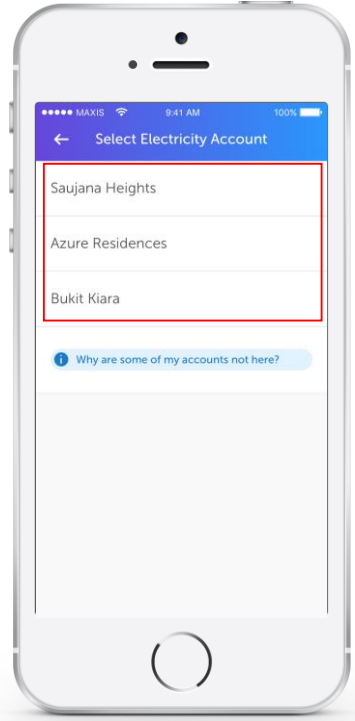 MAXIS 9:41 AM 100%
Select Electricity Account
Saujana Heights
Azure Residences
Bukit Kiara
Why are some of my accounts not here?